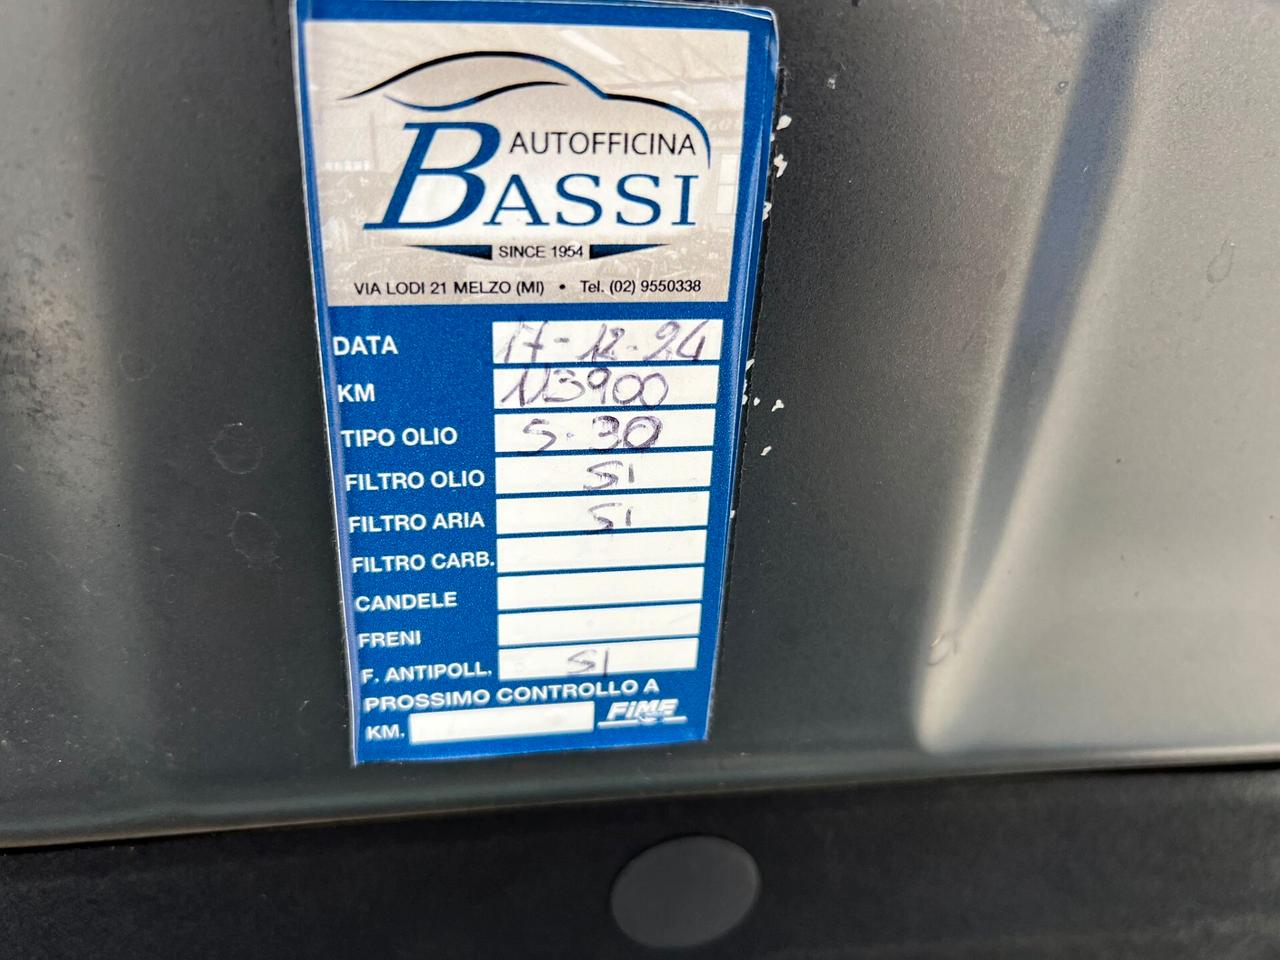 AUTOFFICINA
BASSI
SINCE 1954
VIA LODI 21 MELZO (MI) • Tel. (02) 9550338
DATA 17-12-24
KM 113900
TIPO OLIO 5-30
FILTRO OLIO SI
FILTRO ARIA SI
FILTRO CARB.
CANDELE
FRENI
F. ANTIPOLL. SI
PROSSIMO CONTROLLO A
KM. FIME